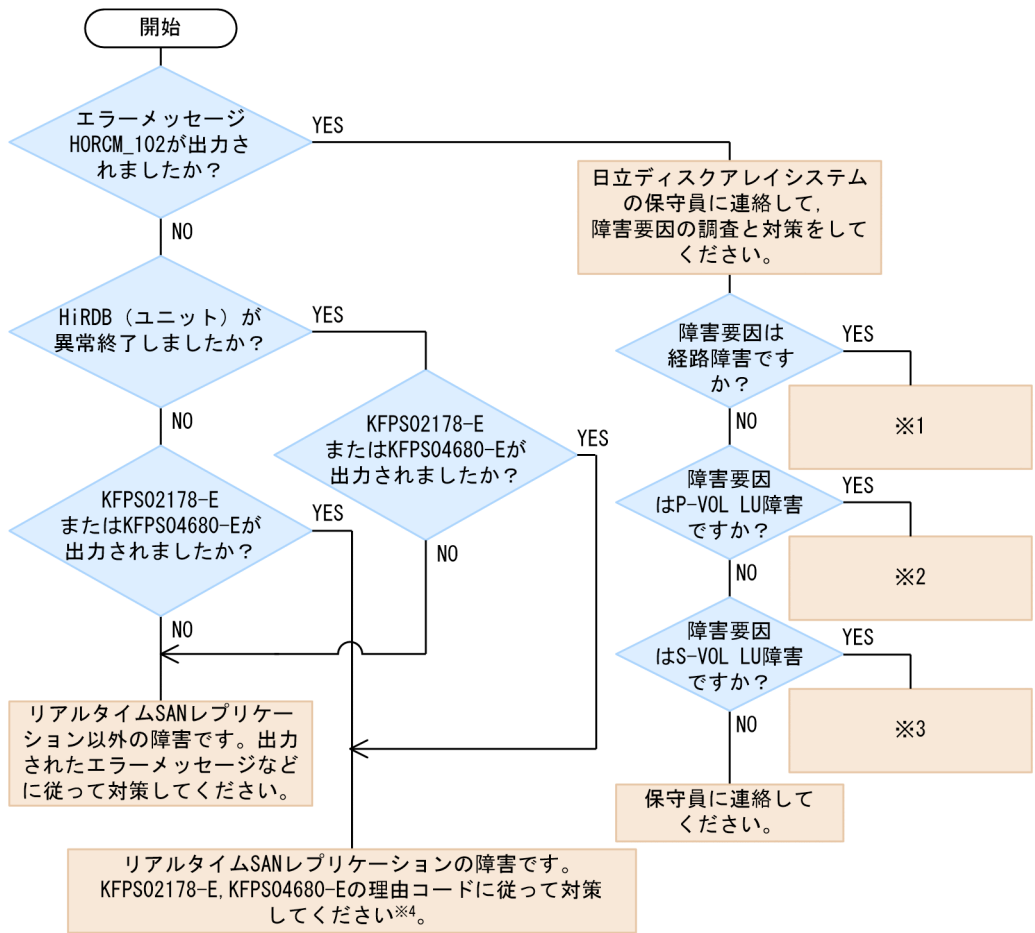 開始
エラーメッセージ
HORCM_102が出力さ
れましたか？
YES
NO
日立ディスクアレイシステム
の保守員に連絡して,
障害要因の調査と対策をして
ください。
HiRDB（ユニット）が
異常終了しましたか？
YES
NO
障害要因は
経路障害です
か？
YES
NO
※1
KFPS02178-E
またはKFPS04680-Eが
出力されましたか？
YES
NO
KFPS02178-E
またはKFPS04680-Eが
出力されましたか？
YES
NO
障害要因
はP-VOL LU障害
ですか？
YES
NO
※2
障害要因
はS-VOL LU障害
ですか？
YES
NO
※3
リアルタイムSANレプリケー
ション以外の障害です。出力
されたエラーメッセージなど
に従って対策してください。
保守員に連絡して
ください。
リアルタイムSANレプリケーションの障害です。
KFPS02178-E,KFPS04680-Eの理由コードに従って対策
してください※4。